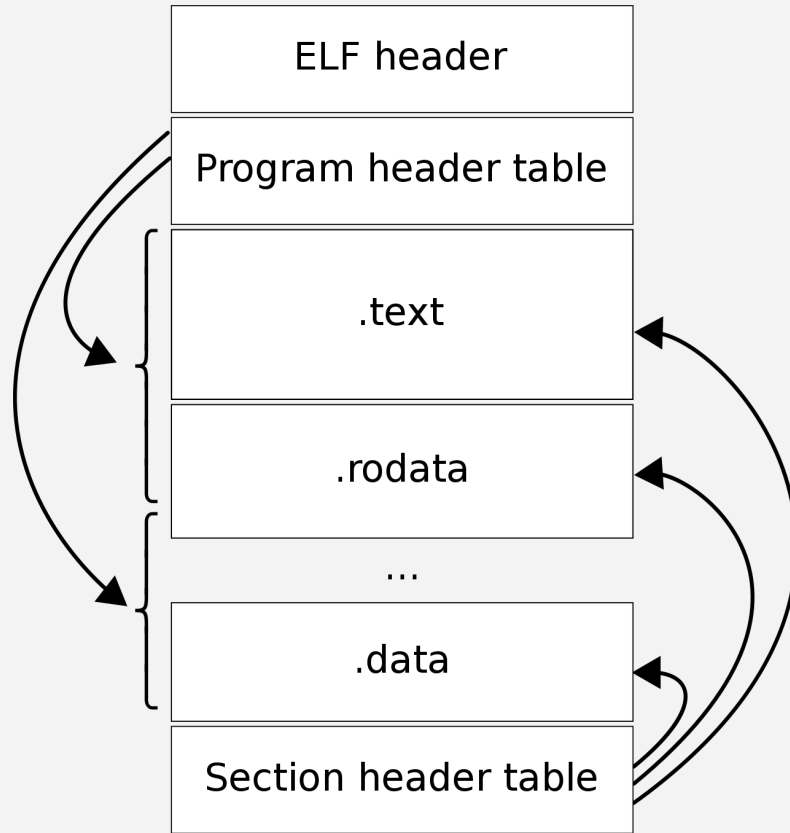 ELF header
Program header table
.text
.rodata
...
.data
Section header table